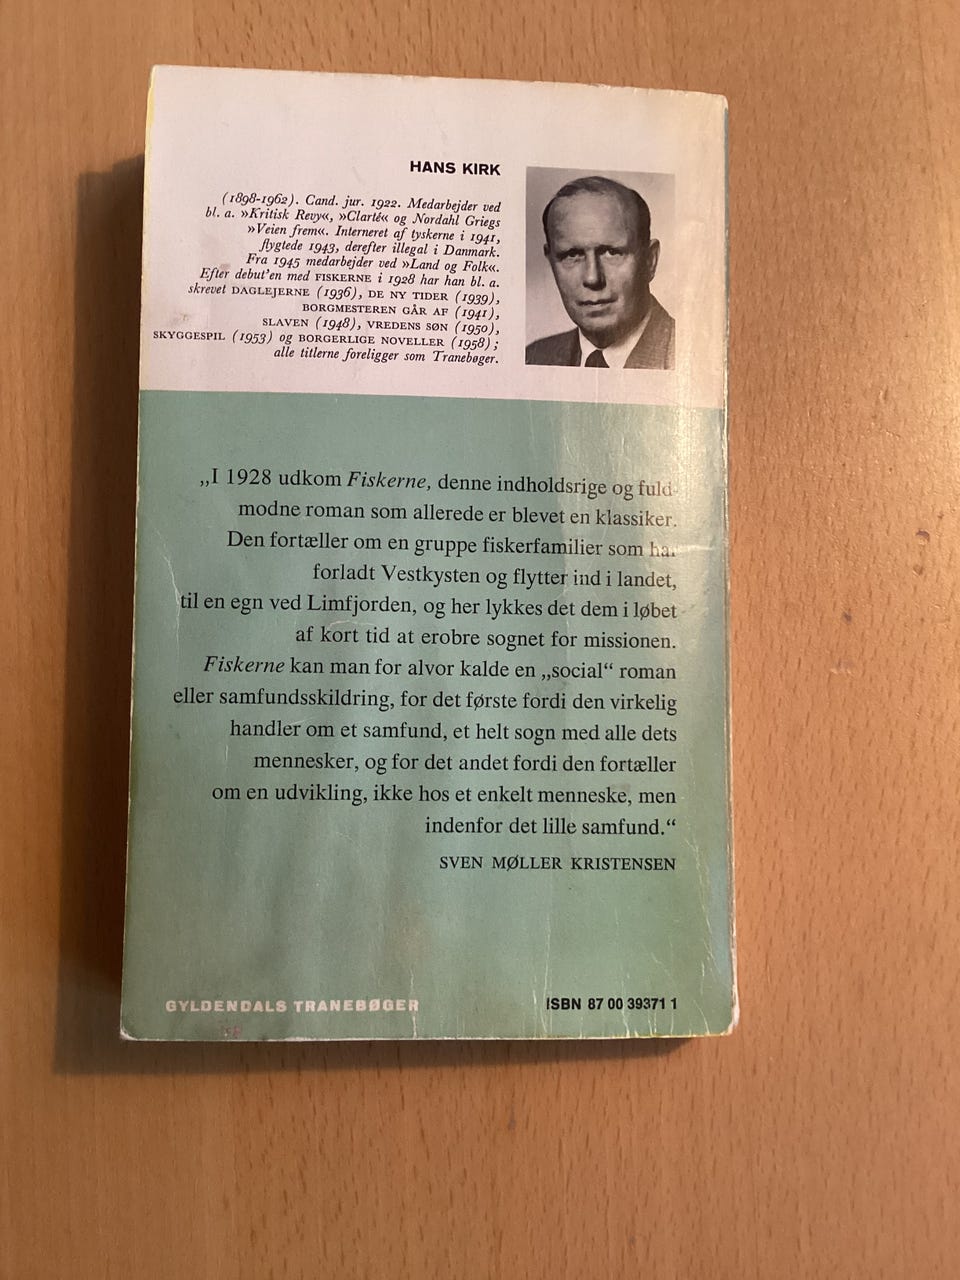 HANS KIRK
(1898-1962). Cand. jur. 1922. Medarbejder ved
bl. a. »Kritisk Revy«, »Clarté« og Nordahl Griegs
»Veien frem«. Interneret af tyskerne i 1941,
flygtede 1943, derefter illegal i Danmark.
Fra 1945 medarbejder ved »Land og Folk«.
Efter debut'en med FISKERNE i 1928 har han bl. a.
skrevet DAGLEJERNE (1936), DE NY TIDER (1939),
BORGMESTEREN GÅR AF (1941),
SLAVEN (1948), VREDENS SØN (1950),
SKYGGESPIL (1953) og BORGERLIGE NOVELLER (1958);
alle titlerne foreligger som Tranebøger.
„I 1928 udkom Fiskerne, denne indholdsrige og fuld-
modne roman som allerede er blevet en klassiker.
Den fortæller om en gruppe fiskerfamilier som har
forladt Vestkysten og flytter ind i landet,
til en egn ved Limfjorden, og her lykkes det dem i løbet
af kort tid at erobre sognet for missionen.
Fiskerne kan man for alvor kalde en „social“ roman
eller samfundsskildring, for det første fordi den virkelig
handler om et samfund, et helt sogn med alle dets
mennesker, og for det andet fordi den fortæller
om en udvikling, ikke hos et enkelt menneske, men
indenfor det lille samfund.“
SVEN MØLLER KRISTENSEN
GYLDENDALS TRANEBØGER
ISBN 87 00 39371 1